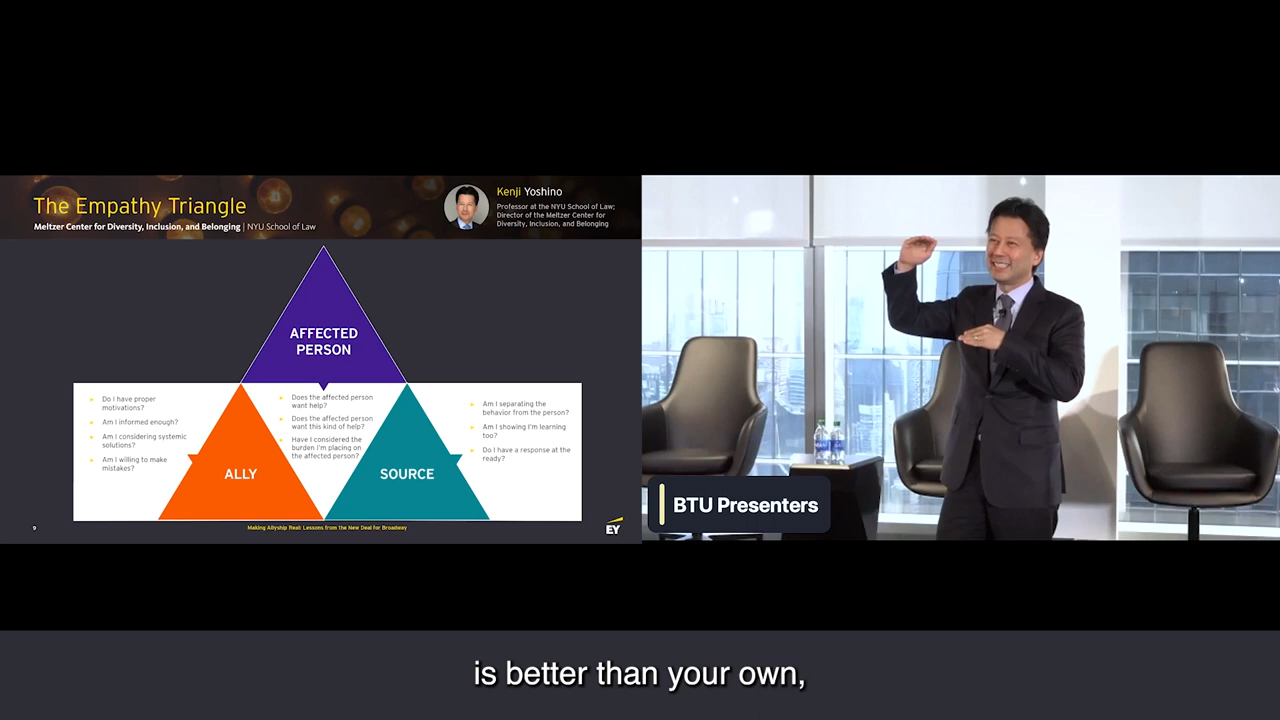 The Empathy Triangle
Meltzer Center for Diversity, Inclusion, and Belonging | NYU School of Law
Kenji Yoshino
Professor at the NYU School of Law;
Director of the Meltzer Center for
Diversity, Inclusion, and Belonging
AFFECTED
PERSON
Do I have proper
motivations?
Am I informed enough?
Am I considering systemic
solutions?
Am I willing to make
mistakes?
ALLY
Does the affected person
want help?
Does the affected person
want this kind of help?
Have I considered the
burden I'm placing on
the affected person?
SOURCE
Am I separating the
behavior from the person?
Am I showing I'm learning
too?
Do I have a response at the
ready?
9
Making Allyship Real: Lessons from the New Deal for Broadway
EY
BTU Presenters
is better than your own,